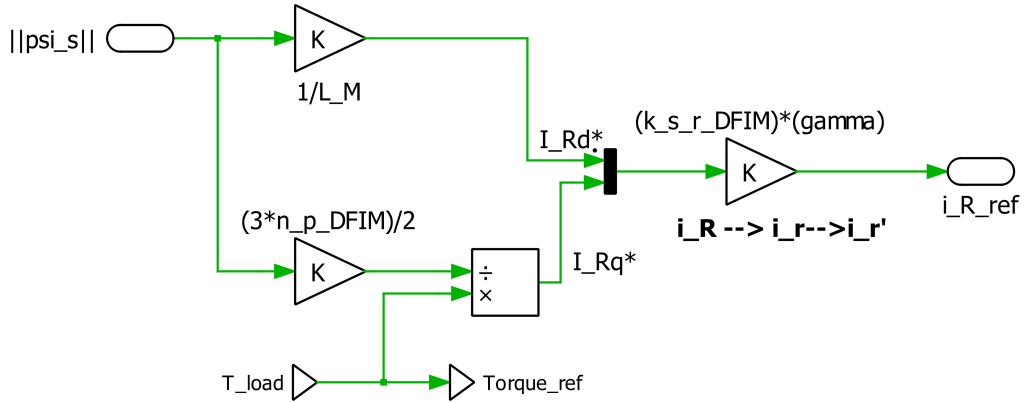 ||psi_s||
K
1/L_M
I_Rd*
(k_s_r_DFIM)*(gamma)
K
i_R_ref
i_R --> i_r-->i_r'
(3*n_p_DFIM)/2
K
÷
×
I_Rq*
T_load
Torque_ref